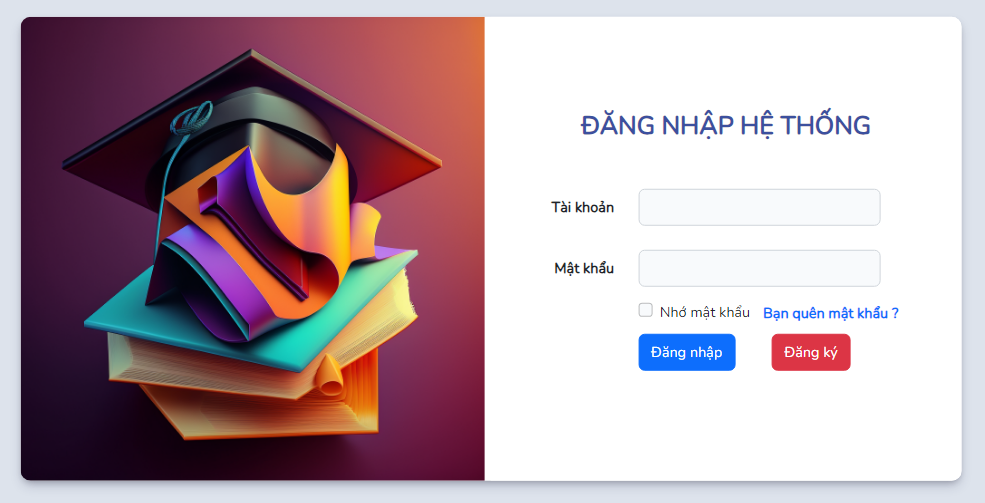 ĐĂNG NHẬP HỆ THỐNG
Tài khoản
Mật khẩu
Nhớ mật khẩu Bạn quên mật khẩu ?
Đăng nhập Đăng ký